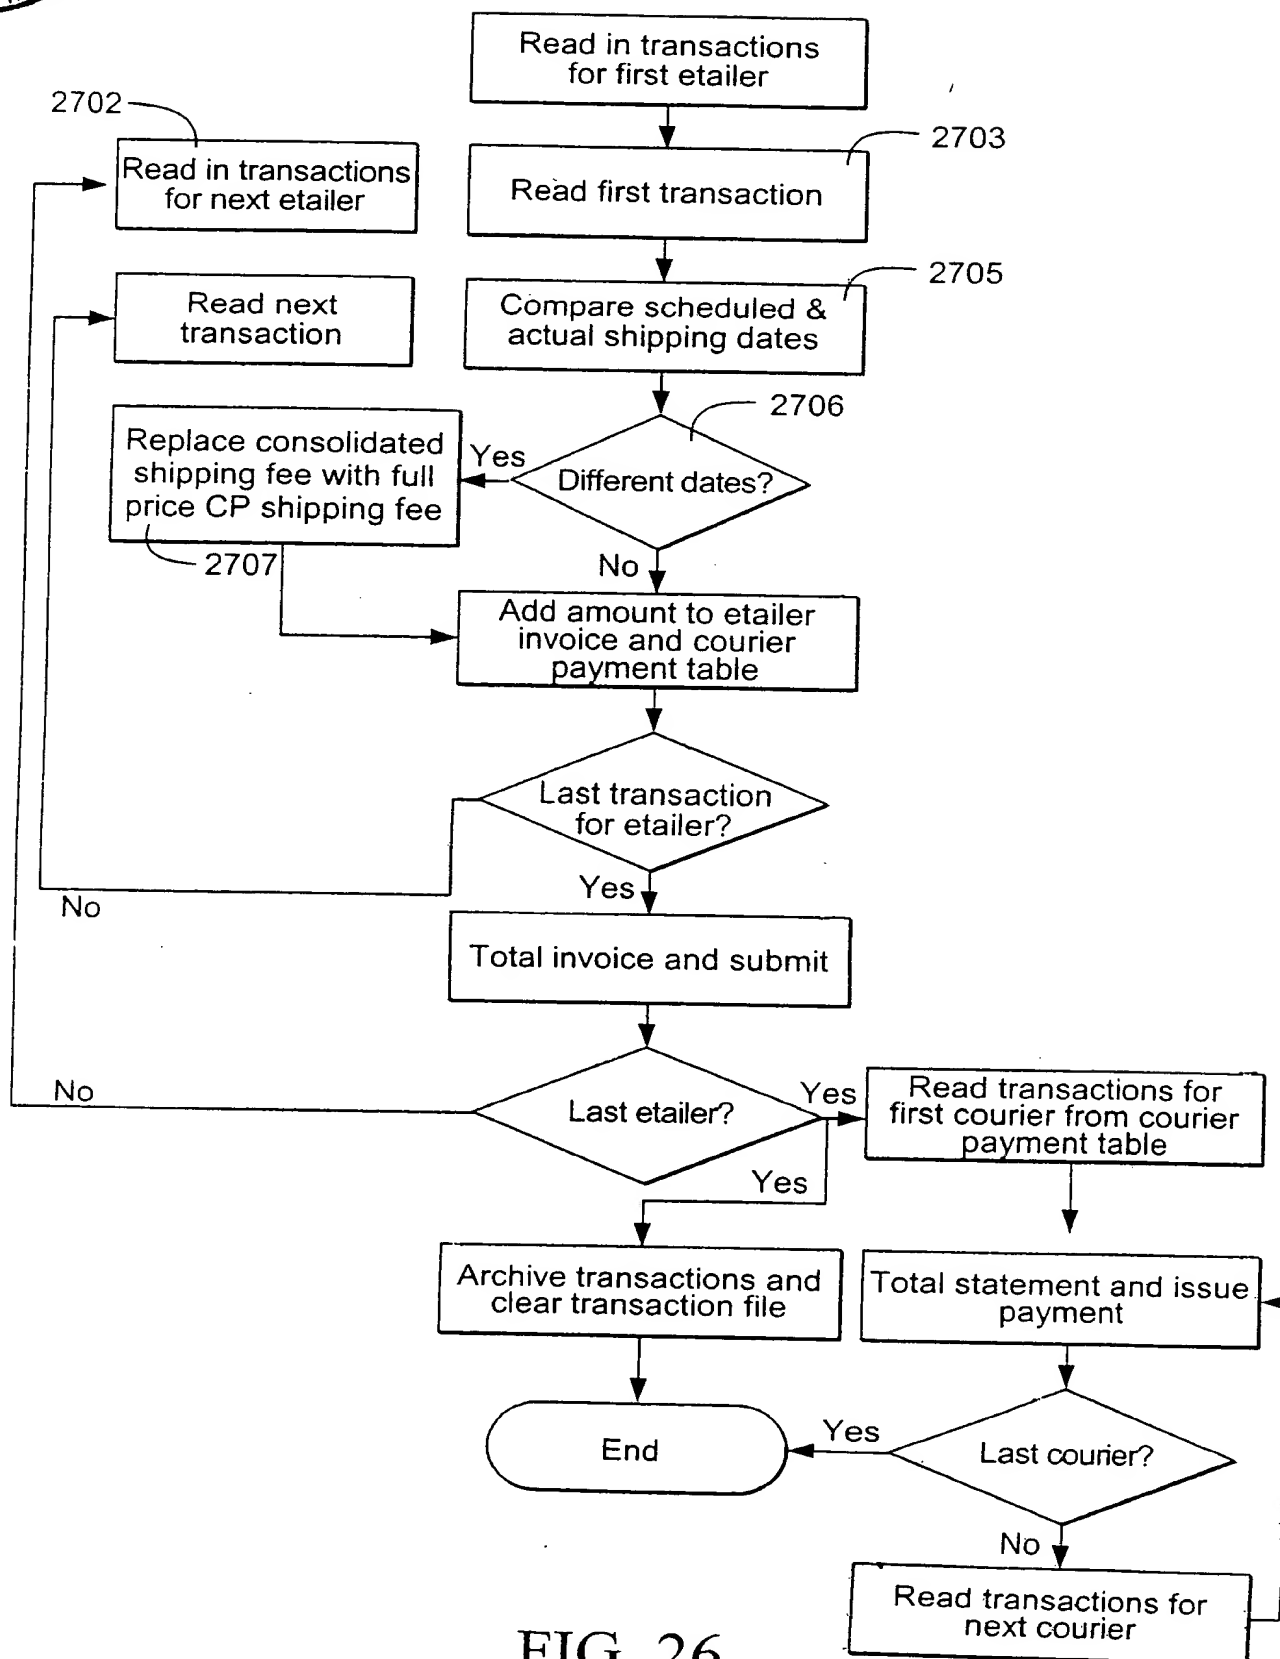 Read in transactions
for first etailer
2702
2703
Read in transactions
for next etailer
Read first transaction
2705
Read next
transaction
Compare scheduled &
actual shipping dates
2706
Replace consolidated
shipping fee with full
price CP shipping fee
Yes
Different dates?
2707
No
Add amount to etailer
invoice and courier
payment table
Last transaction
for etailer?
Yes
No
Total invoice and submit
No
Last etailer?
Yes
Read transactions for
first courier from courier
payment table
Yes
Archive transactions and
clear transaction file
Total statement and issue
payment
End
Yes
Last courier?
No
Read transactions for
next courier
FIG. 26